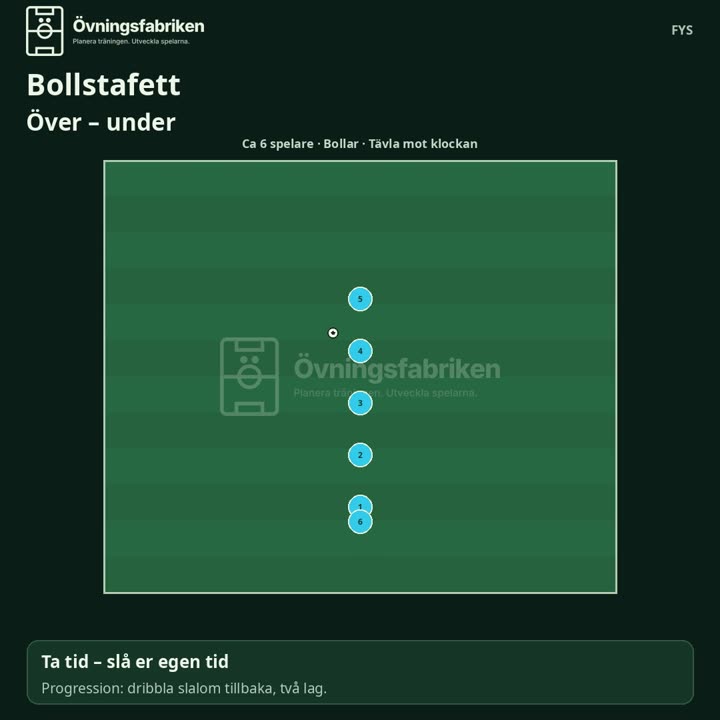 Övningsfabriken
Planera träningen. Utveckla spelarna.
FYS
Bollstafett
Över – under
Ca 6 spelare · Bollar · Tävla mot klockan
5
4
Övningsfabriken
Planera träningen. Utveckla spelarna.
3
2
1
6
Ta tid – slå er egen tid
Progression: dribbla slalom tillbaka, två lag.